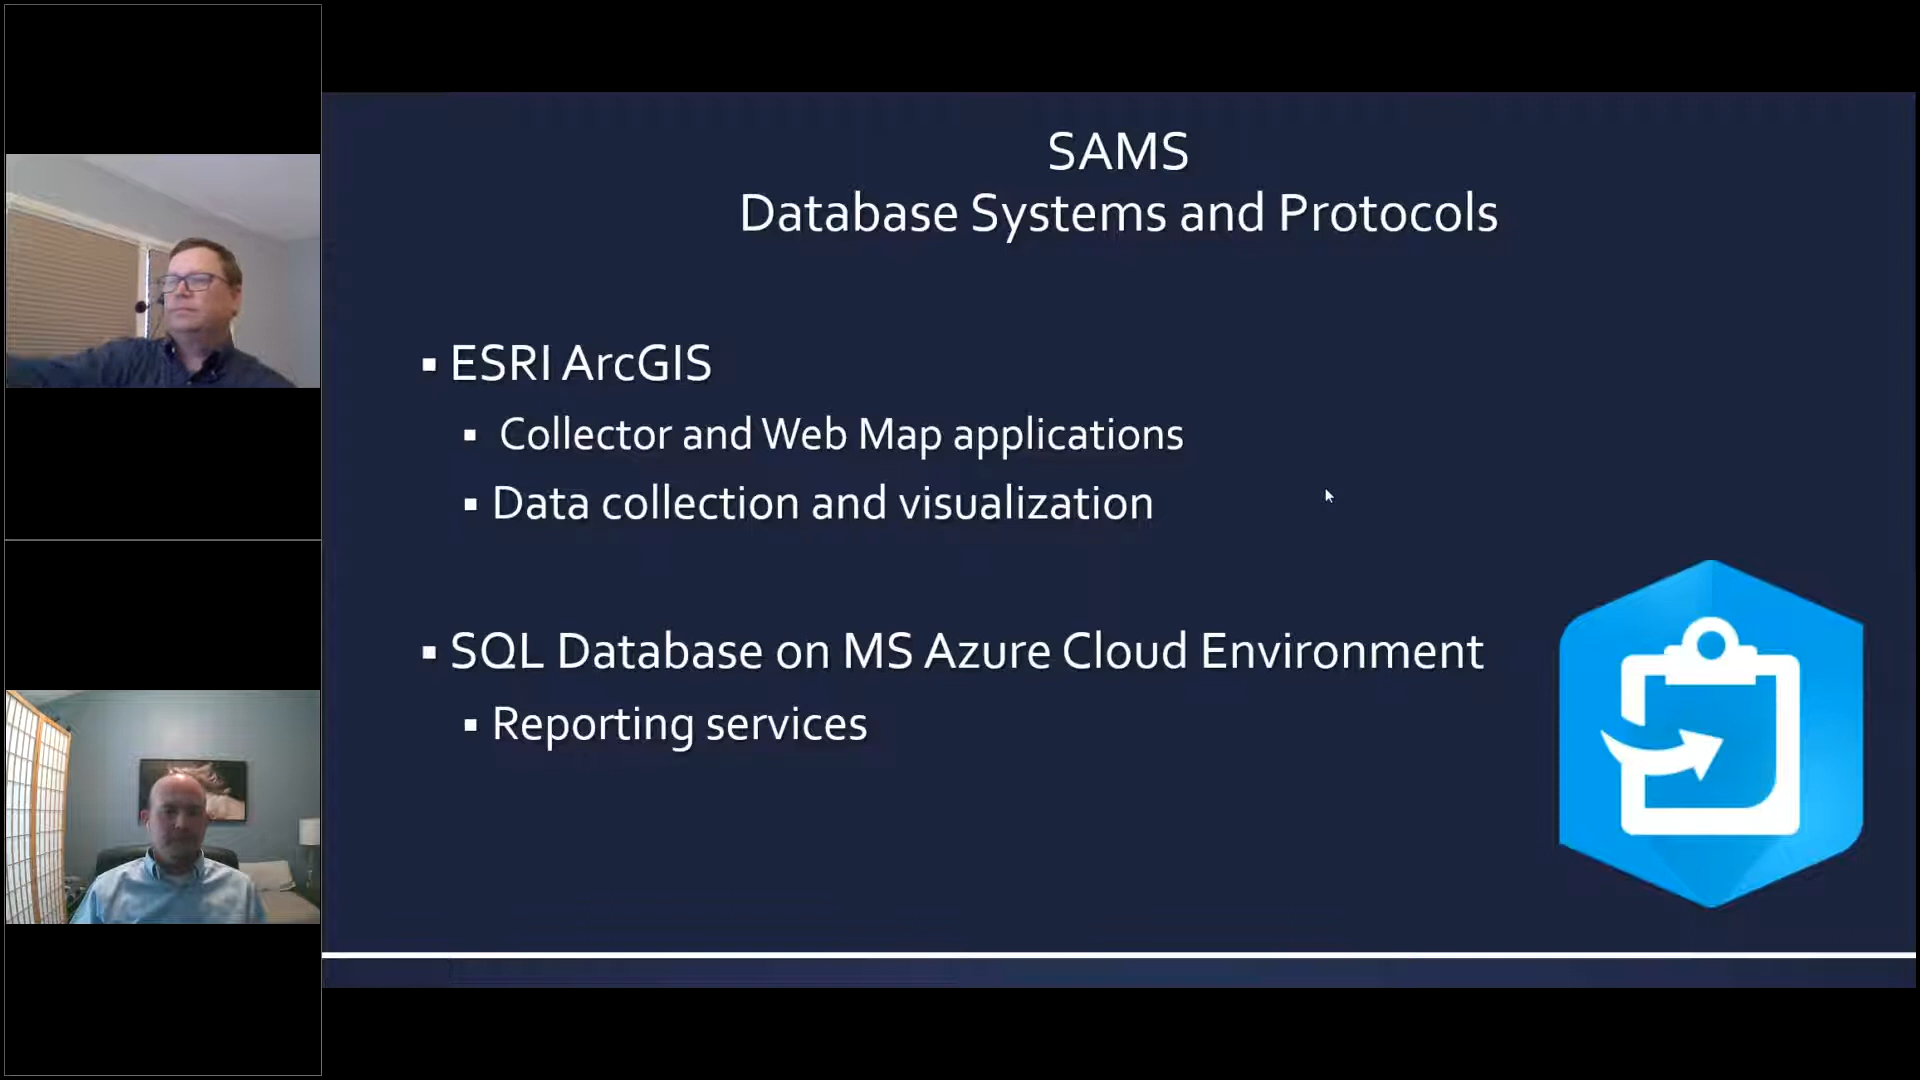 SAMS
Database Systems and Protocols
▪ ESRI ArcGIS
▪ Collector and Web Map applications
▪ Data collection and visualization
▪ SQL Database on MS Azure Cloud Environment
▪ Reporting services